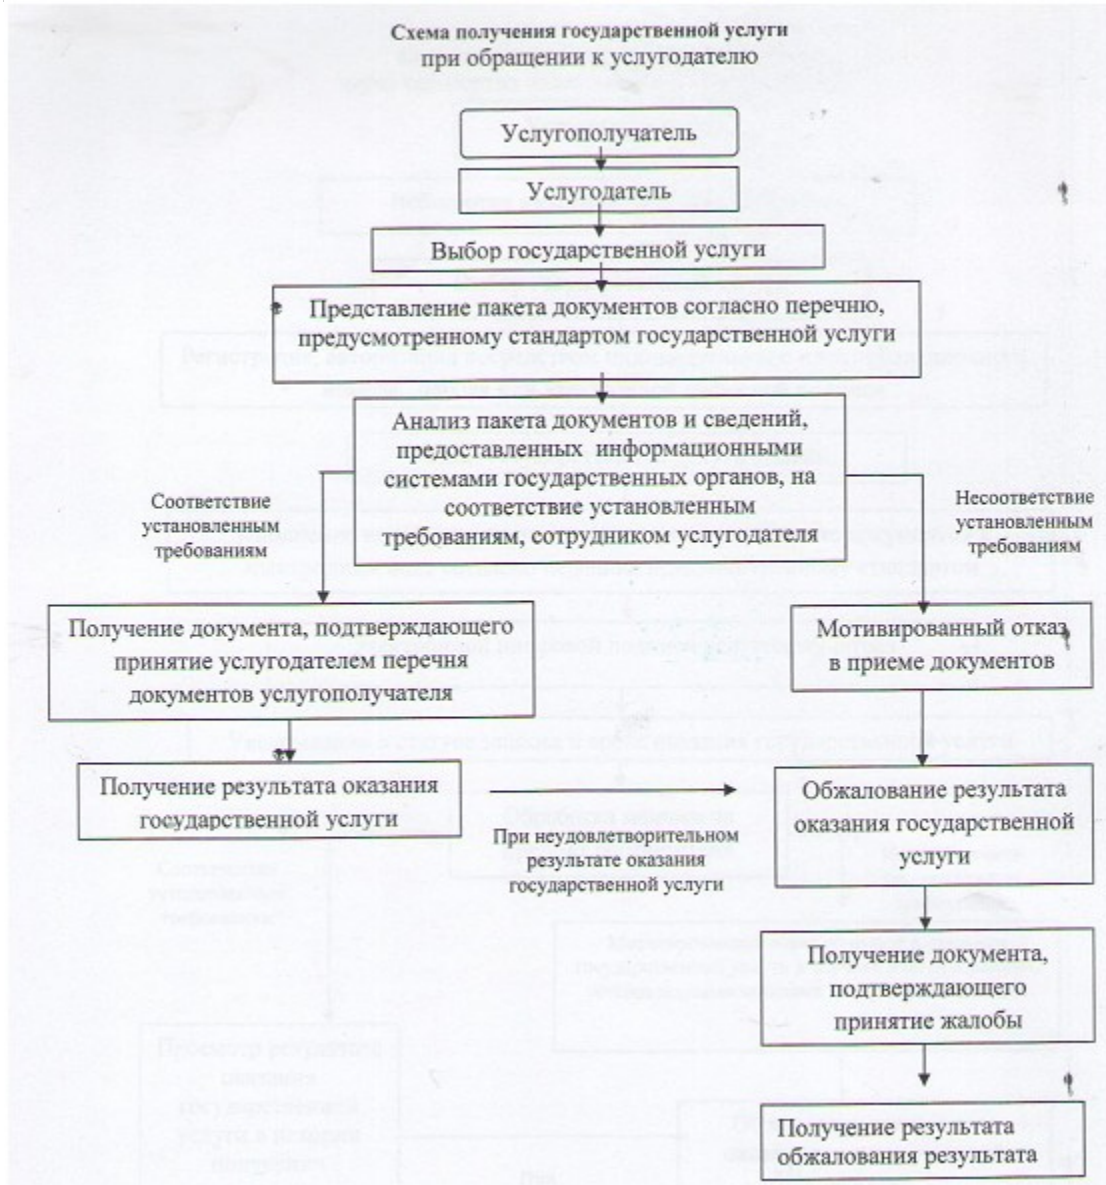 Схема получения государственной услуги
при обращении к услугодателю
Услугополучатель
Услугодатель
Выбор государственной услуги
Представление пакета документов согласно перечню,
предусмотренному стандартом государственной услуги
Анализ пакета документов и сведений,
предоставленных информационными
системами государственных органов, на
соответствие установленным
требованиям, сотрудником услугодателя
Соответствие
установленным
требованиям
Несоответствие
установленным
требованиям
Получение документа, подтверждающего
принятие услугодателем перечня
документов услугополучателя
Мотивированный отказ
в приеме документов
Получение результата оказания
государственной услуги
При неудовлетворительном
результате оказания
государственной услуги
Обжалование результата
оказания государственной
услуги
Получение документа,
подтверждающего
принятие жалобы
Получение результата
обжалования результата